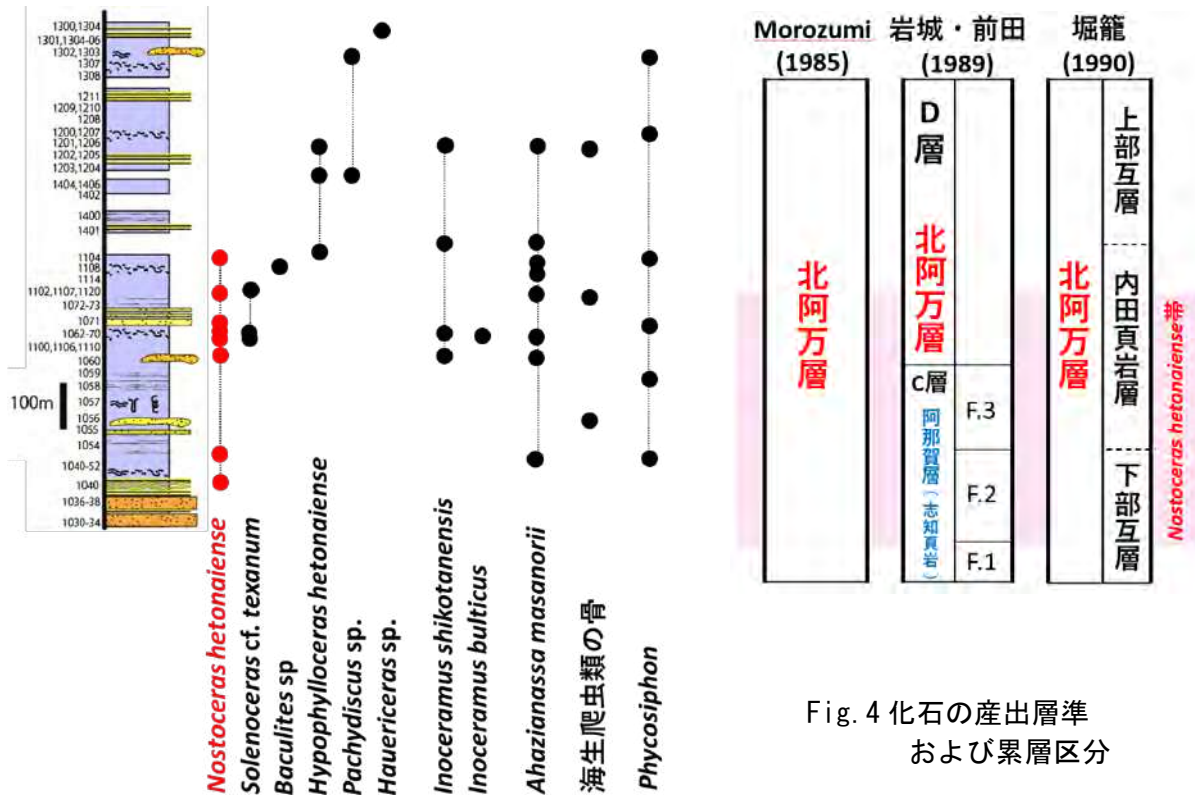 1300,1304
1301,1304-06
1302,1303
1307
1308
1211
1209,1210
1208
1200,1207
1201,1206
1202,1205
1203,1204
1404,1406
1402
1400
1401
1104
1108
1114
1102,1107,1120
1072-73
1071
1062-70
1100,1106,1110
1060
1059
1058
1057
1056
1055
1054
1040-52
1040
1036-38
1030-34
100m
Nostoceras hetonaiense
Solenoceras cf. texanum
Baculites sp
Hypophylloceras hetonaiense
Pachydiscus sp.
Hauericeras sp.
Inoceramus shikotanensis
Inoceramus bulticus
Ahazianassa masanorii
海生爬虫類の骨
Phycosiphon
Morozumi
(1985)
北阿万層
岩城・前田
(1989)
D層
北阿万層
C層
阿那賀層(志知頁岩)
F.3
F.2
F.1
堀籠
(1990)
北阿万層
上部互層
内田頁岩層
下部互層
Nostoceras hetonaiense帯
Fig.4 化石の産出層準
および累層区分